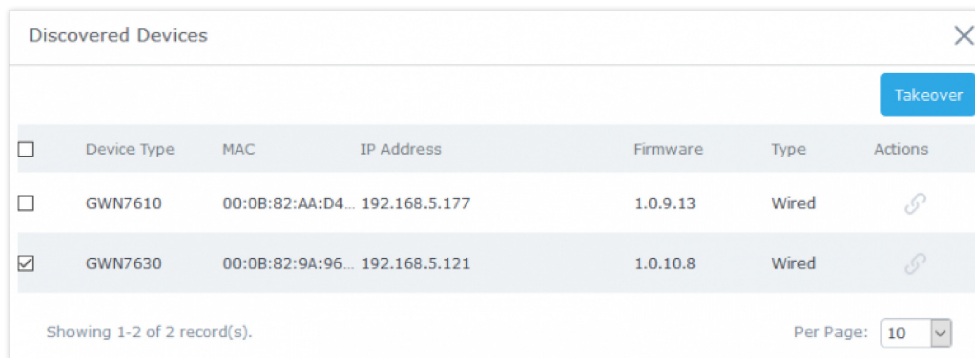 Discovered Devices
Takeover
Device Type MAC IP Address Firmware Type Actions
GWN7610 00:0B:82:AA:D4... 192.168.5.177 1.0.9.13 Wired
GWN7630 00:0B:82:9A:96... 192.168.5.121 1.0.10.8 Wired
Showing 1-2 of 2 record(s). Per Page: 10